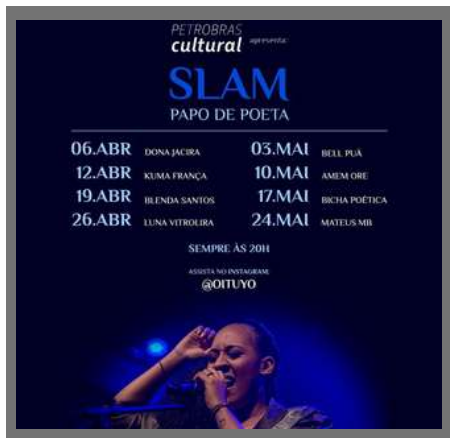 PETROBRAS
cultural apresenta:
SLAM
PAPO DE POETA
06.ABR DONA JACIRA
12.ABR KUMA FRANÇA
19.ABR BLENDA SANTOS
26.ABR LUNA VITROLIRA
03.MAI BELL PUÃ
10.MAI AMEM ORE
17.MAI BICHA POÉTICA
24.MAI MATEUS MB
SEMPRE ÀS 20H
ASSISTA NO INSTAGRAM:
@OITUYO